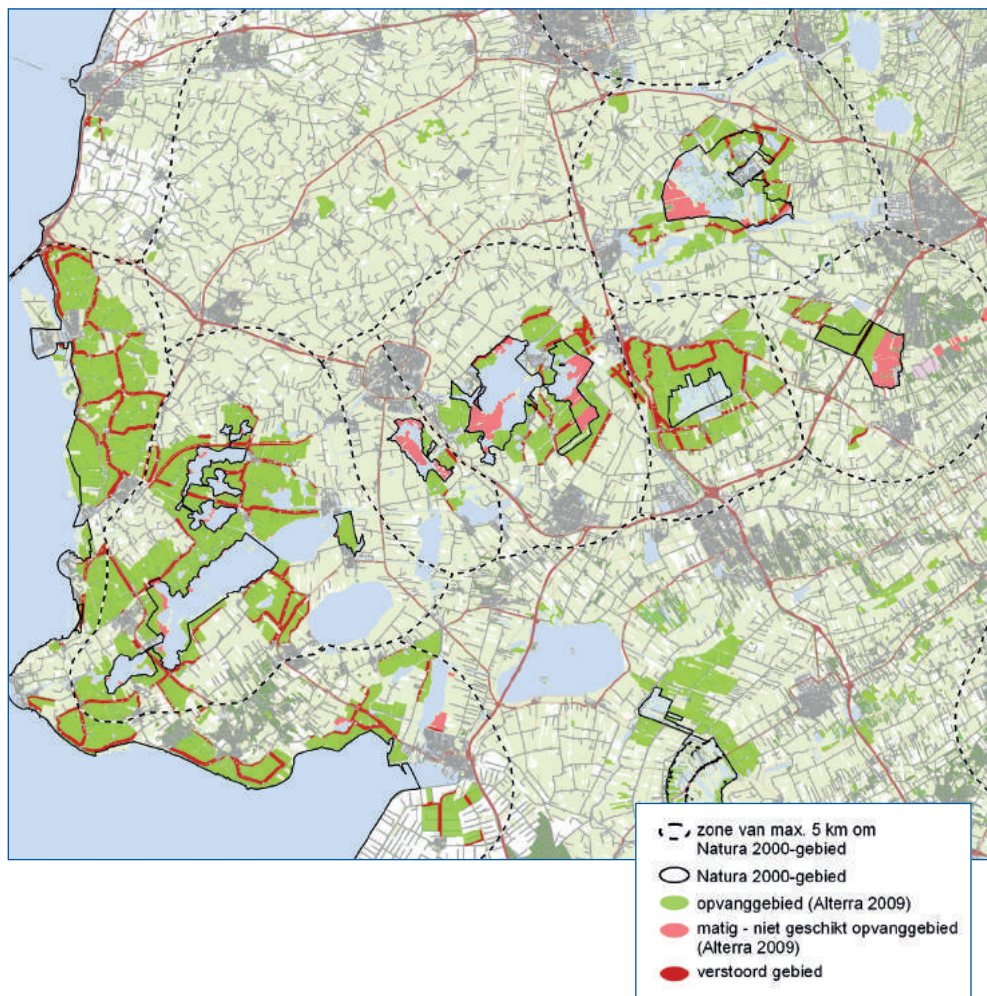 zone van max. 5 km om
Natura 2000-gebied
Natura 2000-gebied
opvanggebied (Alterra 2009)
matig - niet geschikt opvanggebied
(Alterra 2009)
verstoord gebied